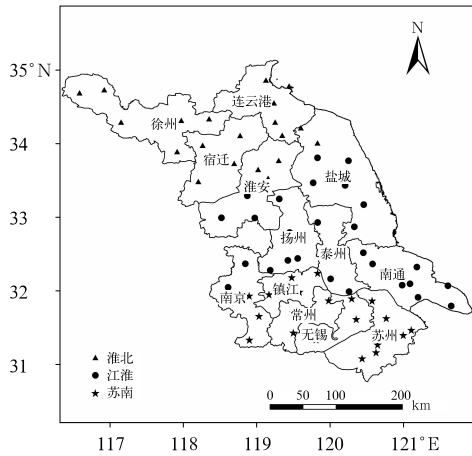 N
35°N
34
33
32
31
连云港
徐州
宿迁
淮安
盐城
扬州
泰州
南通
南京
镇江
常州
无锡
苏州
淮北
江淮
苏南
0 50 100 200
km
117 118 119 120 121°E